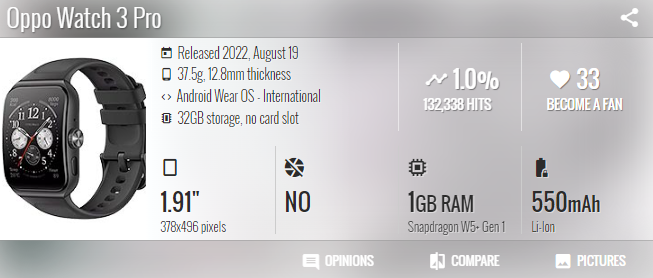 Oppo Watch 3 Pro
Released 2022, August 19
37.5g, 12.8mm thickness
Android Wear OS - International
32GB storage, no card slot
1.0%
132,338 HITS
33
BECOME A FAN
1.91"
378x496 pixels
NO
1GB RAM
Snapdragon W5+ Gen 1
550mAh
Li-Ion
OPINIONS
COMPARE
PICTURES